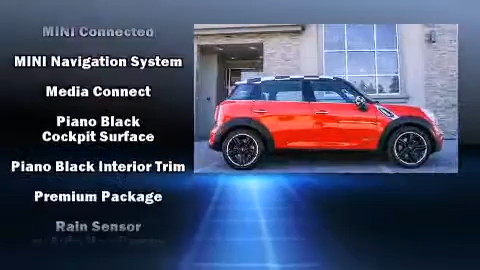 MINI Connected
MINI Navigation System
Media Connect
Piano Black
Cockpit Surface
Piano Black Interior Trim
Premium Package
Rain Sensor